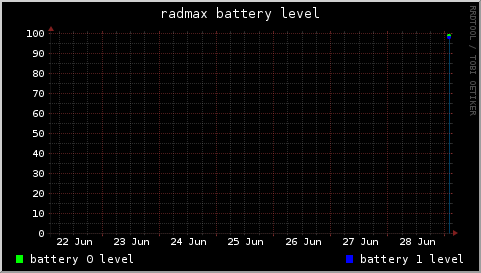 radmax battery level
RRDTOOL / TOBI OETIKER
100
90
80
70
60
50
40
30
20
10
0
22 Jun 23 Jun 24 Jun 25 Jun 26 Jun 27 Jun 28 Jun
battery 0 level battery 1 level